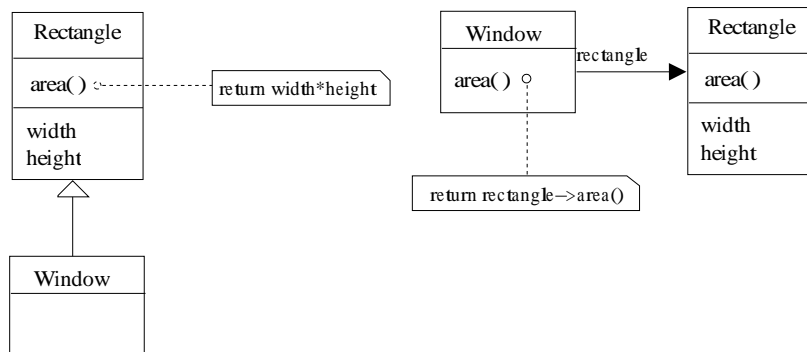 Rectangle
area( )
return width*height
width
height
Window
Window
area( )
rectangle
return rectangle−>area()
Rectangle
area( )
width
height